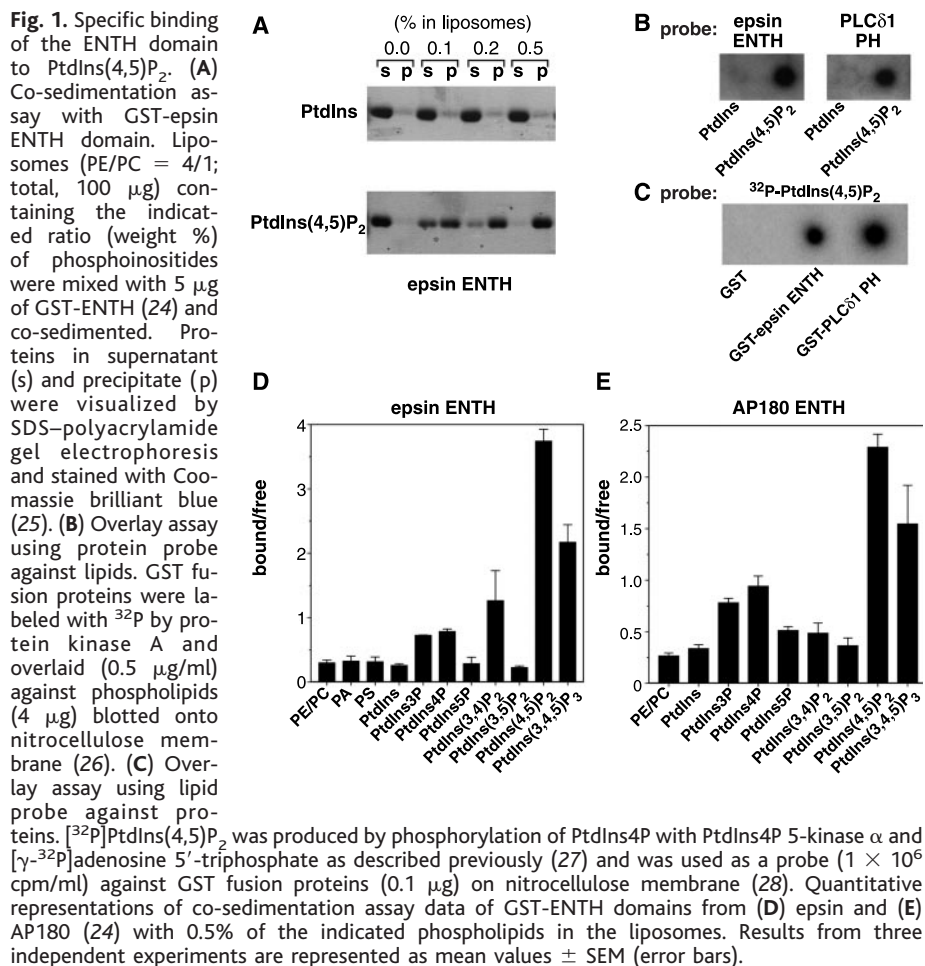 Fig. 1. Specific binding
of the ENTH domain
to PtdIns(4,5)P₂. (A)
Co-sedimentation as-
say with GST-epsin
ENTH domain. Lipo-
somes (PE/PC = 4/1;
total, 100 μg) con-
taining the indicat-
ed ratio (weight %)
of phosphoinositides
were mixed with 5 μg
of GST-ENTH (24) and
co-sedimented. Pro-
teins in supernatant
(s) and precipitate (p)
were visualized by
SDS–polyacrylamide
gel electrophoresis
and stained with Coo-
massie brilliant blue
(25). (B) Overlay assay
using protein probe
against lipids. GST fu-
sion proteins were la-
beled with ³²P by pro-
tein kinase A and
overlaid (0.5 μg/ml)
against phospholipids
(4 μg) blotted onto
nitrocellulose mem-
brane (26). (C) Over-
lay assay using lipid
probe against pro-
teins. [³²P]PtdIns(4,5)P₂ was produced by phosphorylation of PtdIns4P with PtdIns4P 5-kinase α and
[γ-³²P]adenosine 5′-triphosphate as described previously (27) and was used as a probe (1 × 10⁶
cpm/ml) against GST fusion proteins (0.1 μg) on nitrocellulose membrane (28). Quantitative
representations of co-sedimentation assay data of GST-ENTH domains from (D) epsin and (E)
AP180 (24) with 0.5% of the indicated phospholipids in the liposomes. Results from three
independent experiments are represented as mean values ± SEM (error bars).
A
(% in liposomes)
0.0 0.1 0.2 0.5
s p s p s p s p
PtdIns
PtdIns(4,5)P₂
epsin ENTH
B probe: epsin
ENTH
PLCδ1
PH
PtdIns
PtdIns(4,5)P₂
PtdIns
PtdIns(4,5)P₂
C probe: ³²P-PtdIns(4,5)P₂
GST
GST-epsin ENTH
GST-PLCδ1 PH
D
epsin ENTH
bound/free
4
3
2
1
0
PE/PC
PA
PS
PtdIns
PtdIns3P
PtdIns4P
PtdIns5P
PtdIns(3,4)P₂
PtdIns(3,5)P₂
PtdIns(4,5)P₂
PtdIns(3,4,5)P₃
E
AP180 ENTH
bound/free
2.5
2.0
1.5
1.0
0.5
0
PE/PC
PtdIns
PtdIns3P
PtdIns4P
PtdIns5P
PtdIns(3,4)P₂
PtdIns(3,5)P₂
PtdIns(4,5)P₂
PtdIns(3,4,5)P₃